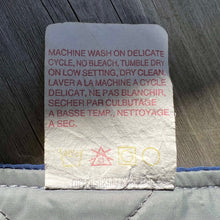 MACHINE WASH ON DELICATE
CYCLE, NO BLEACH, TUMBLE DRY
ON LOW SETTING, DRY CLEAN
LAVER A LA MACHINE AU CYCLE
DELICAT, NE PAS BLANCHIR,
SECHER PAR CULBUTAGE
A BASSE TEMP., NETTOYAGE
A SEC.